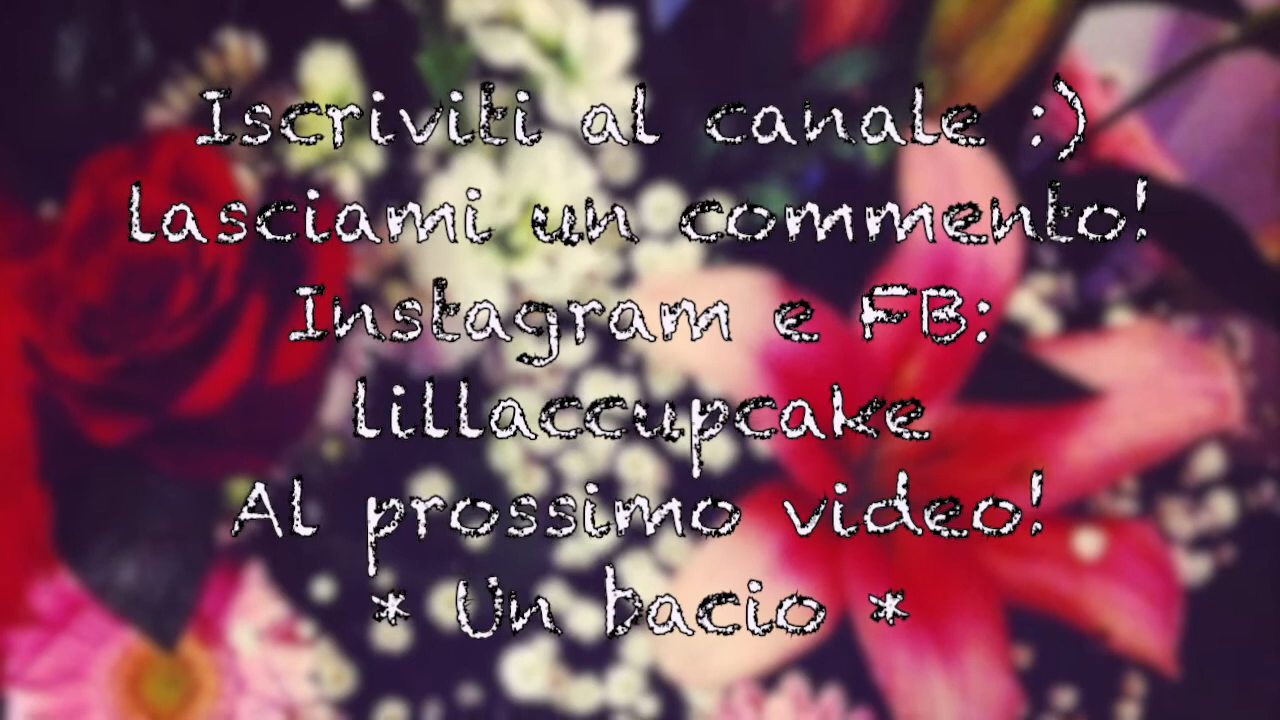 Iscriviti al canale :)
lasciami un commento!
Instagram e FB:
lillaccupcake
Al prossimo video!
* Un bacio *